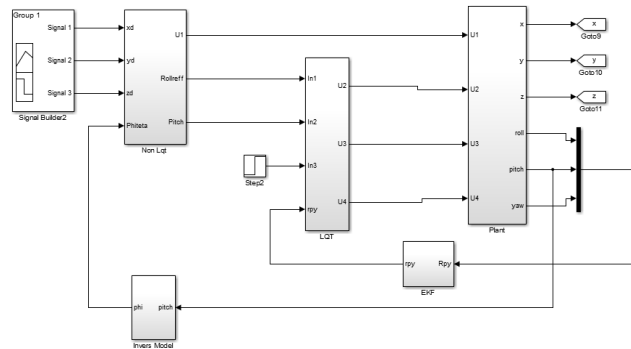 Group 1
Signal 1
Signal 2
Signal 3
Signal Builder2
xd
yd
zd
Phiteta
U1
Rollreff
Pitch
Non Lqt
Step2
In1
In2
In3
rpy
U2
U3
U4
LQT
U1
U2
U3
U4
x
y
z
roll
pitch
yaw
Plant
x
Goto9
y
Goto10
z
Goto11
rpy
Rpy
EKF
phi
pitch
Invers Model